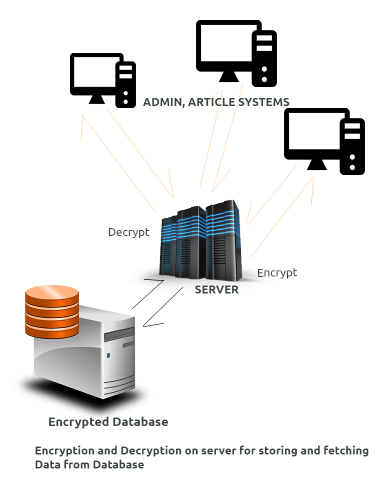 ADMIN, ARTICLE SYSTEMS
Decrypt
Encrypt
SERVER
Encrypted Database
Encryption and Decryption on server for storing and fetching
Data from Database